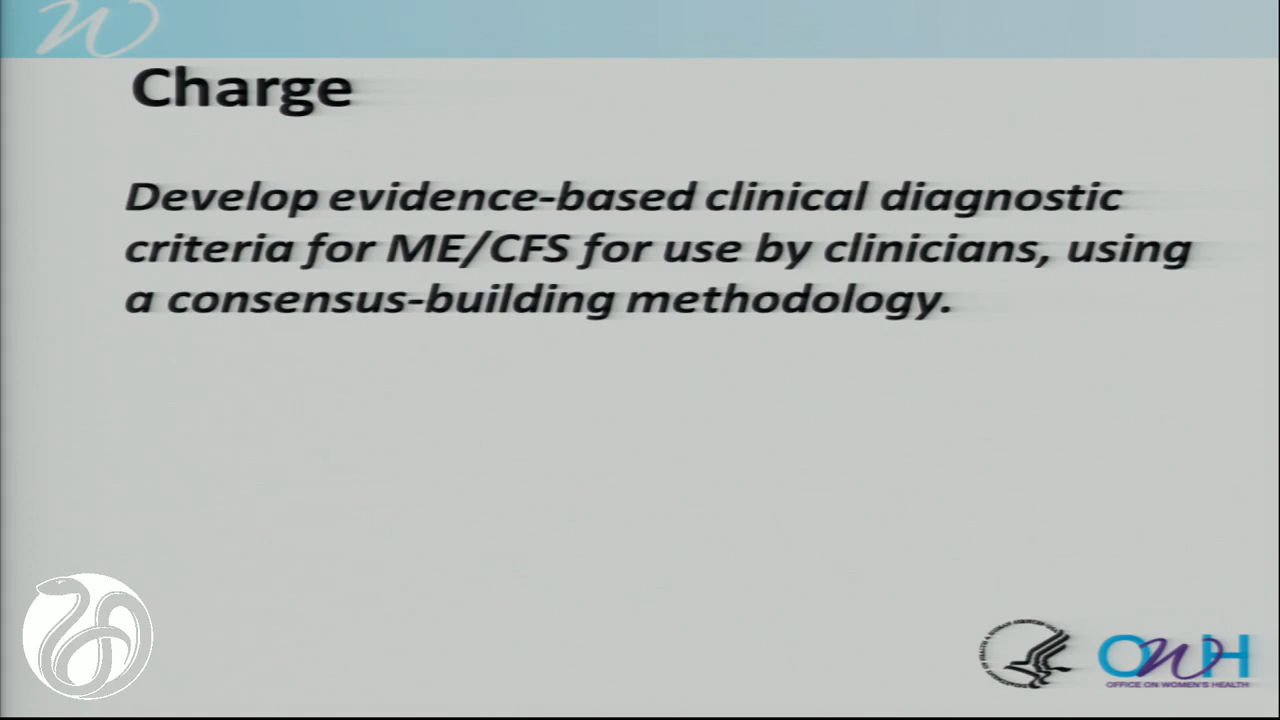 w
Charge
Develop evidence-based clinical diagnostic
criteria for ME/CFS for use by clinicians, using
a consensus-building methodology.
OWH
OFFICE ON WOMEN'S HEALTH